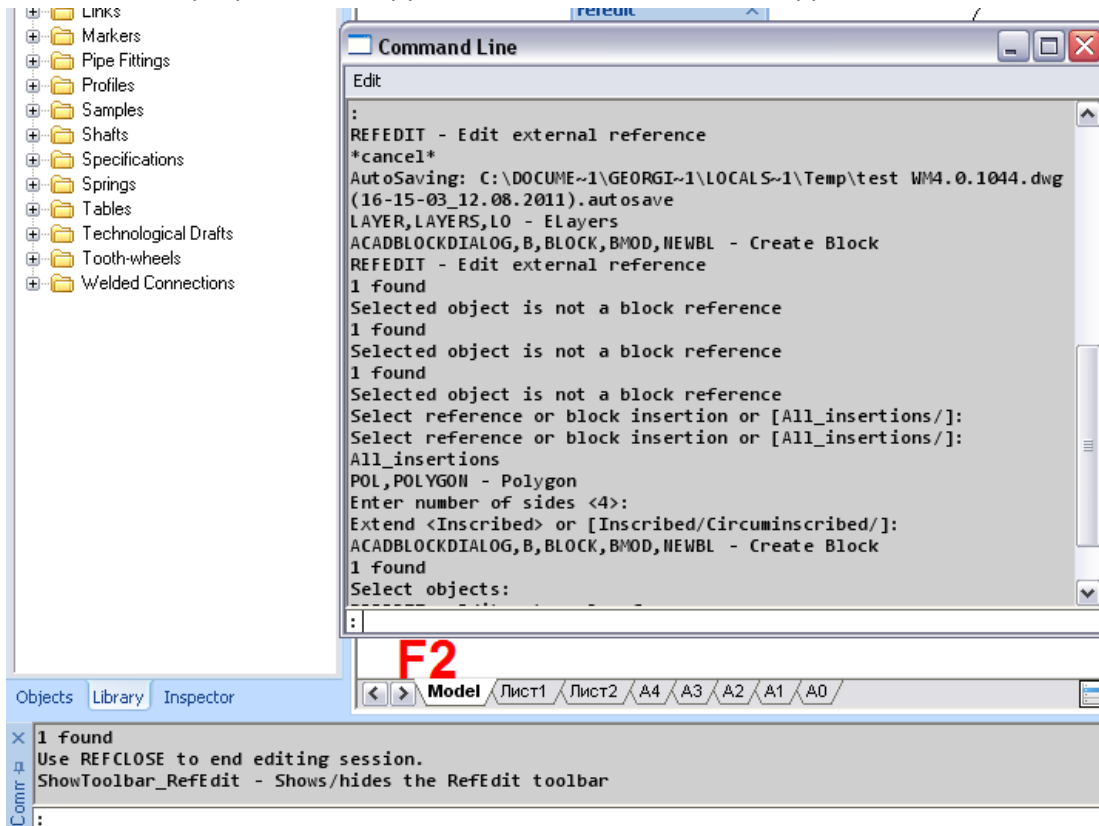 Links
Markers
Pipe Fittings
Profiles
Samples
Shafts
Specifications
Springs
Tables
Technological Drafts
Tooth-wheels
Welded Connections
Objects Library Inspector
refedit
Command Line
Edit
:
REFEDIT - Edit external reference
*cancel*
AutoSaving: C:\DOCUME~1\GEORGI~1\LOCALS~1\Temp\test WM4.0.1044.dwg
(16-15-03_12.08.2011).autosave
LAYER,LAYERS,LO - ELayers
ACADBLOCKDIALOG,B,BLOCK,BMOD,NEWBL - Create Block
REFEDIT - Edit external reference
1 found
Selected object is not a block reference
1 found
Selected object is not a block reference
1 found
Selected object is not a block reference
Select reference or block insertion or [All_insertions/]:
Select reference or block insertion or [All_insertions/]:
All_insertions
POL,POLYGON - Polygon
Enter number of sides <4>:
Extend <Inscribed> or [Inscribed/Circuminscribed/]:
ACADBLOCKDIALOG,B,BLOCK,BMOD,NEWBL - Create Block
1 found
Select objects:
:
F2
Model Лист1 Лист2 A4 A3 A2 A1 A0
Comm
1 found
Use REFCLOSE to end editing session.
ShowToolbar_RefEdit - Shows/hides the RefEdit toolbar
: